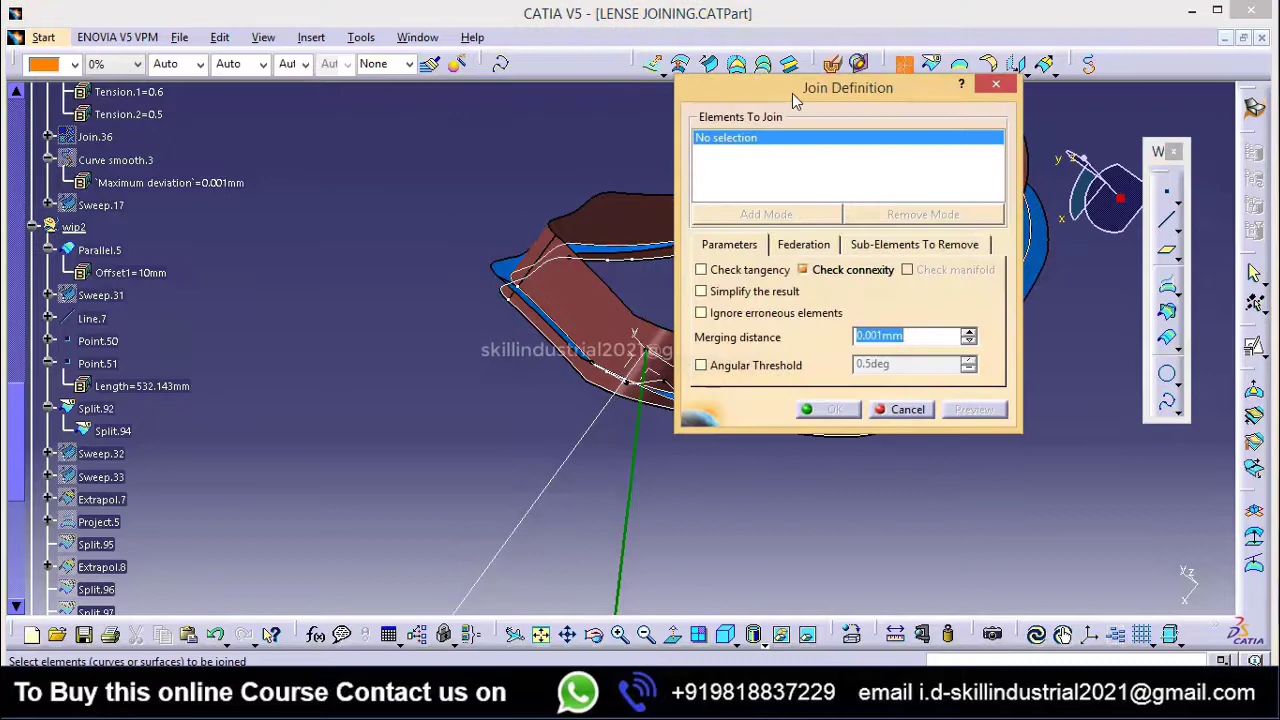 CATIA V5 - [LENSE JOINING.CATPart]
Start ENOVIA V5 VPM File Edit View Insert Tools Window Help
0% Auto Auto Aut Aut None
Tension.1=0.6
Tension.2=0.5
Join.36
Curve smooth.3
`Maximum deviation`=0.001mm
Sweep.17
wip2
Parallel.5
Offset1=10mm
Sweep.31
Line.7
Point.50
Point.51
Length=532.143mm
Split.92
Split.94
Sweep.32
Sweep.33
Extrapol.7
Project.5
Split.95
Extrapol.8
Split.96
Split.97
Join Definition
?
Elements To Join
No selection
Add Mode Remove Mode
Parameters Federation Sub-Elements To Remove
Check tangency Check connexity Check manifold
Simplify the result
Ignore erroneous elements
Merging distance 0.001mm
Angular Threshold 0.5deg
OK Cancel Preview
W
y
x
y
skillindustrial2021@g
y z
x
Select elements (curves or surfaces) to be joined
To Buy this online Course Contact us on +919818837229 email i.d-skillindustrial2021@gmail.com